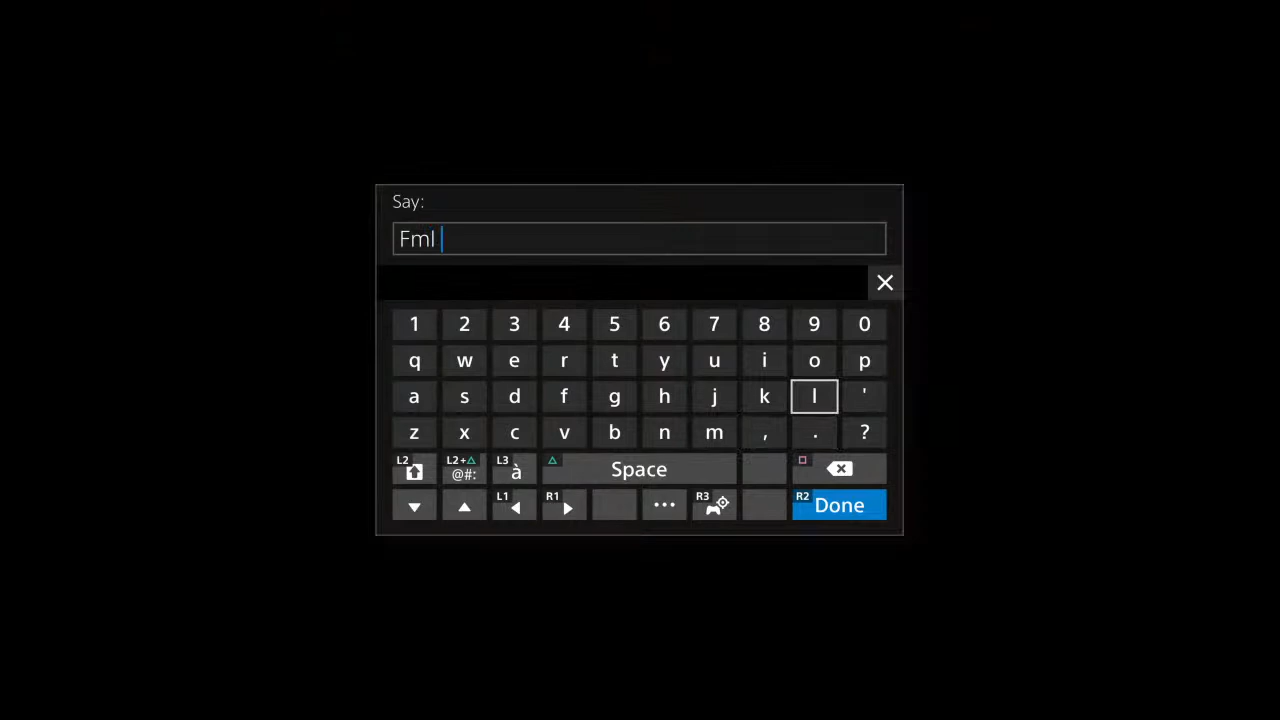 Say:
Fml
1 2 3 4 5 6 7 8 9 0
q w e r t y u i o p
a s d f g h j k l '
z x c v b n m , . ?
L2 L2+△ @#: L3 à △ Space □
L1 R1 ... R3 R2 Done